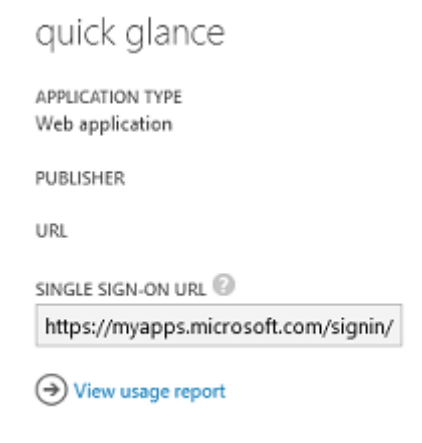 quick glance
APPLICATION TYPE
Web application
PUBLISHER
URL
SINGLE SIGN-ON URL ?
https://myapps.microsoft.com/signin/
View usage report